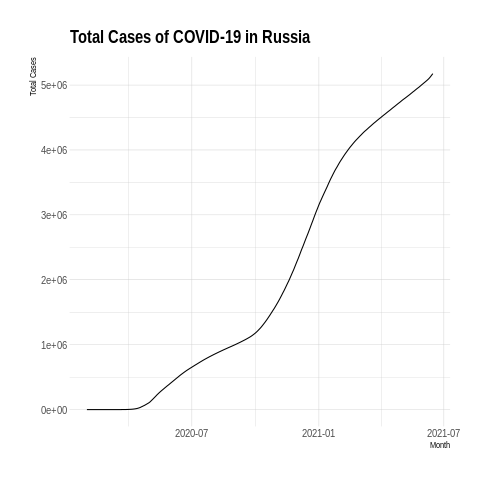 Total Cases of COVID-19 in Russia
Total Cases
5e+06
4e+06
3e+06
2e+06
1e+06
0e+00
2020-07
2021-01
2021-07
Month